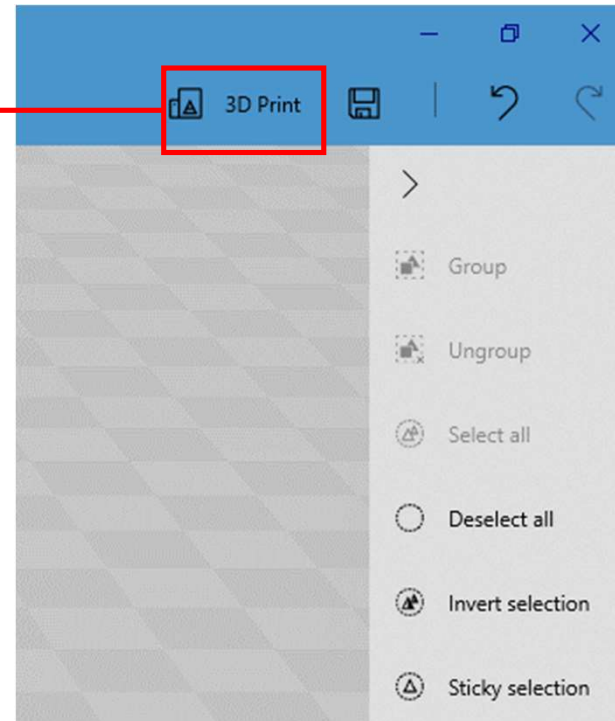 3D Print
Group
Ungroup
Select all
Deselect all
Invert selection
Sticky selection